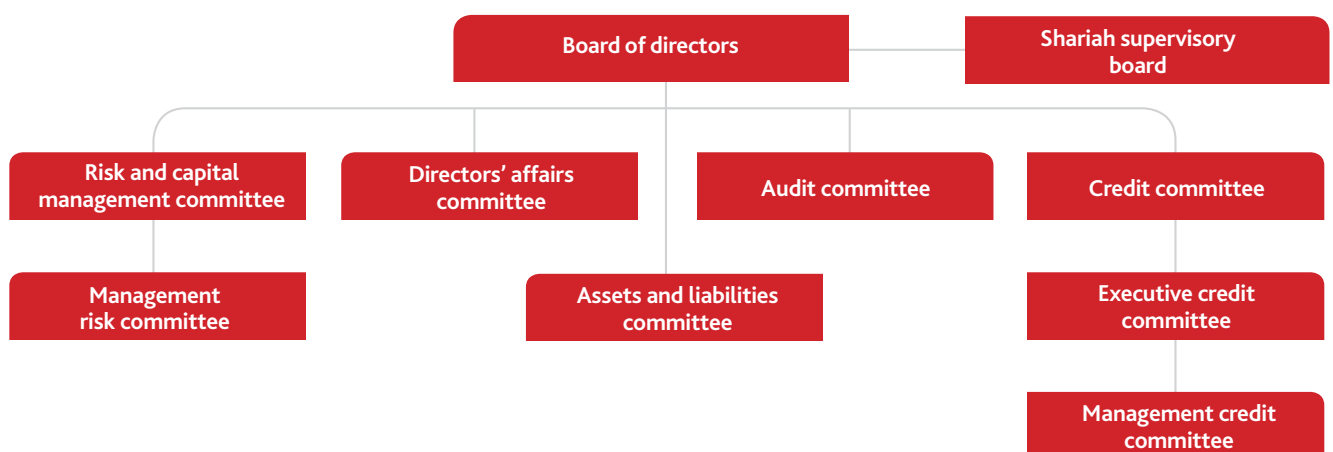 Board of directors
Shariah supervisory
board
Risk and capital
management committee
Directors’ affairs
committee
Audit committee
Credit committee
Management
risk committee
Assets and liabilities
committee
Executive credit
committee
Management credit
committee